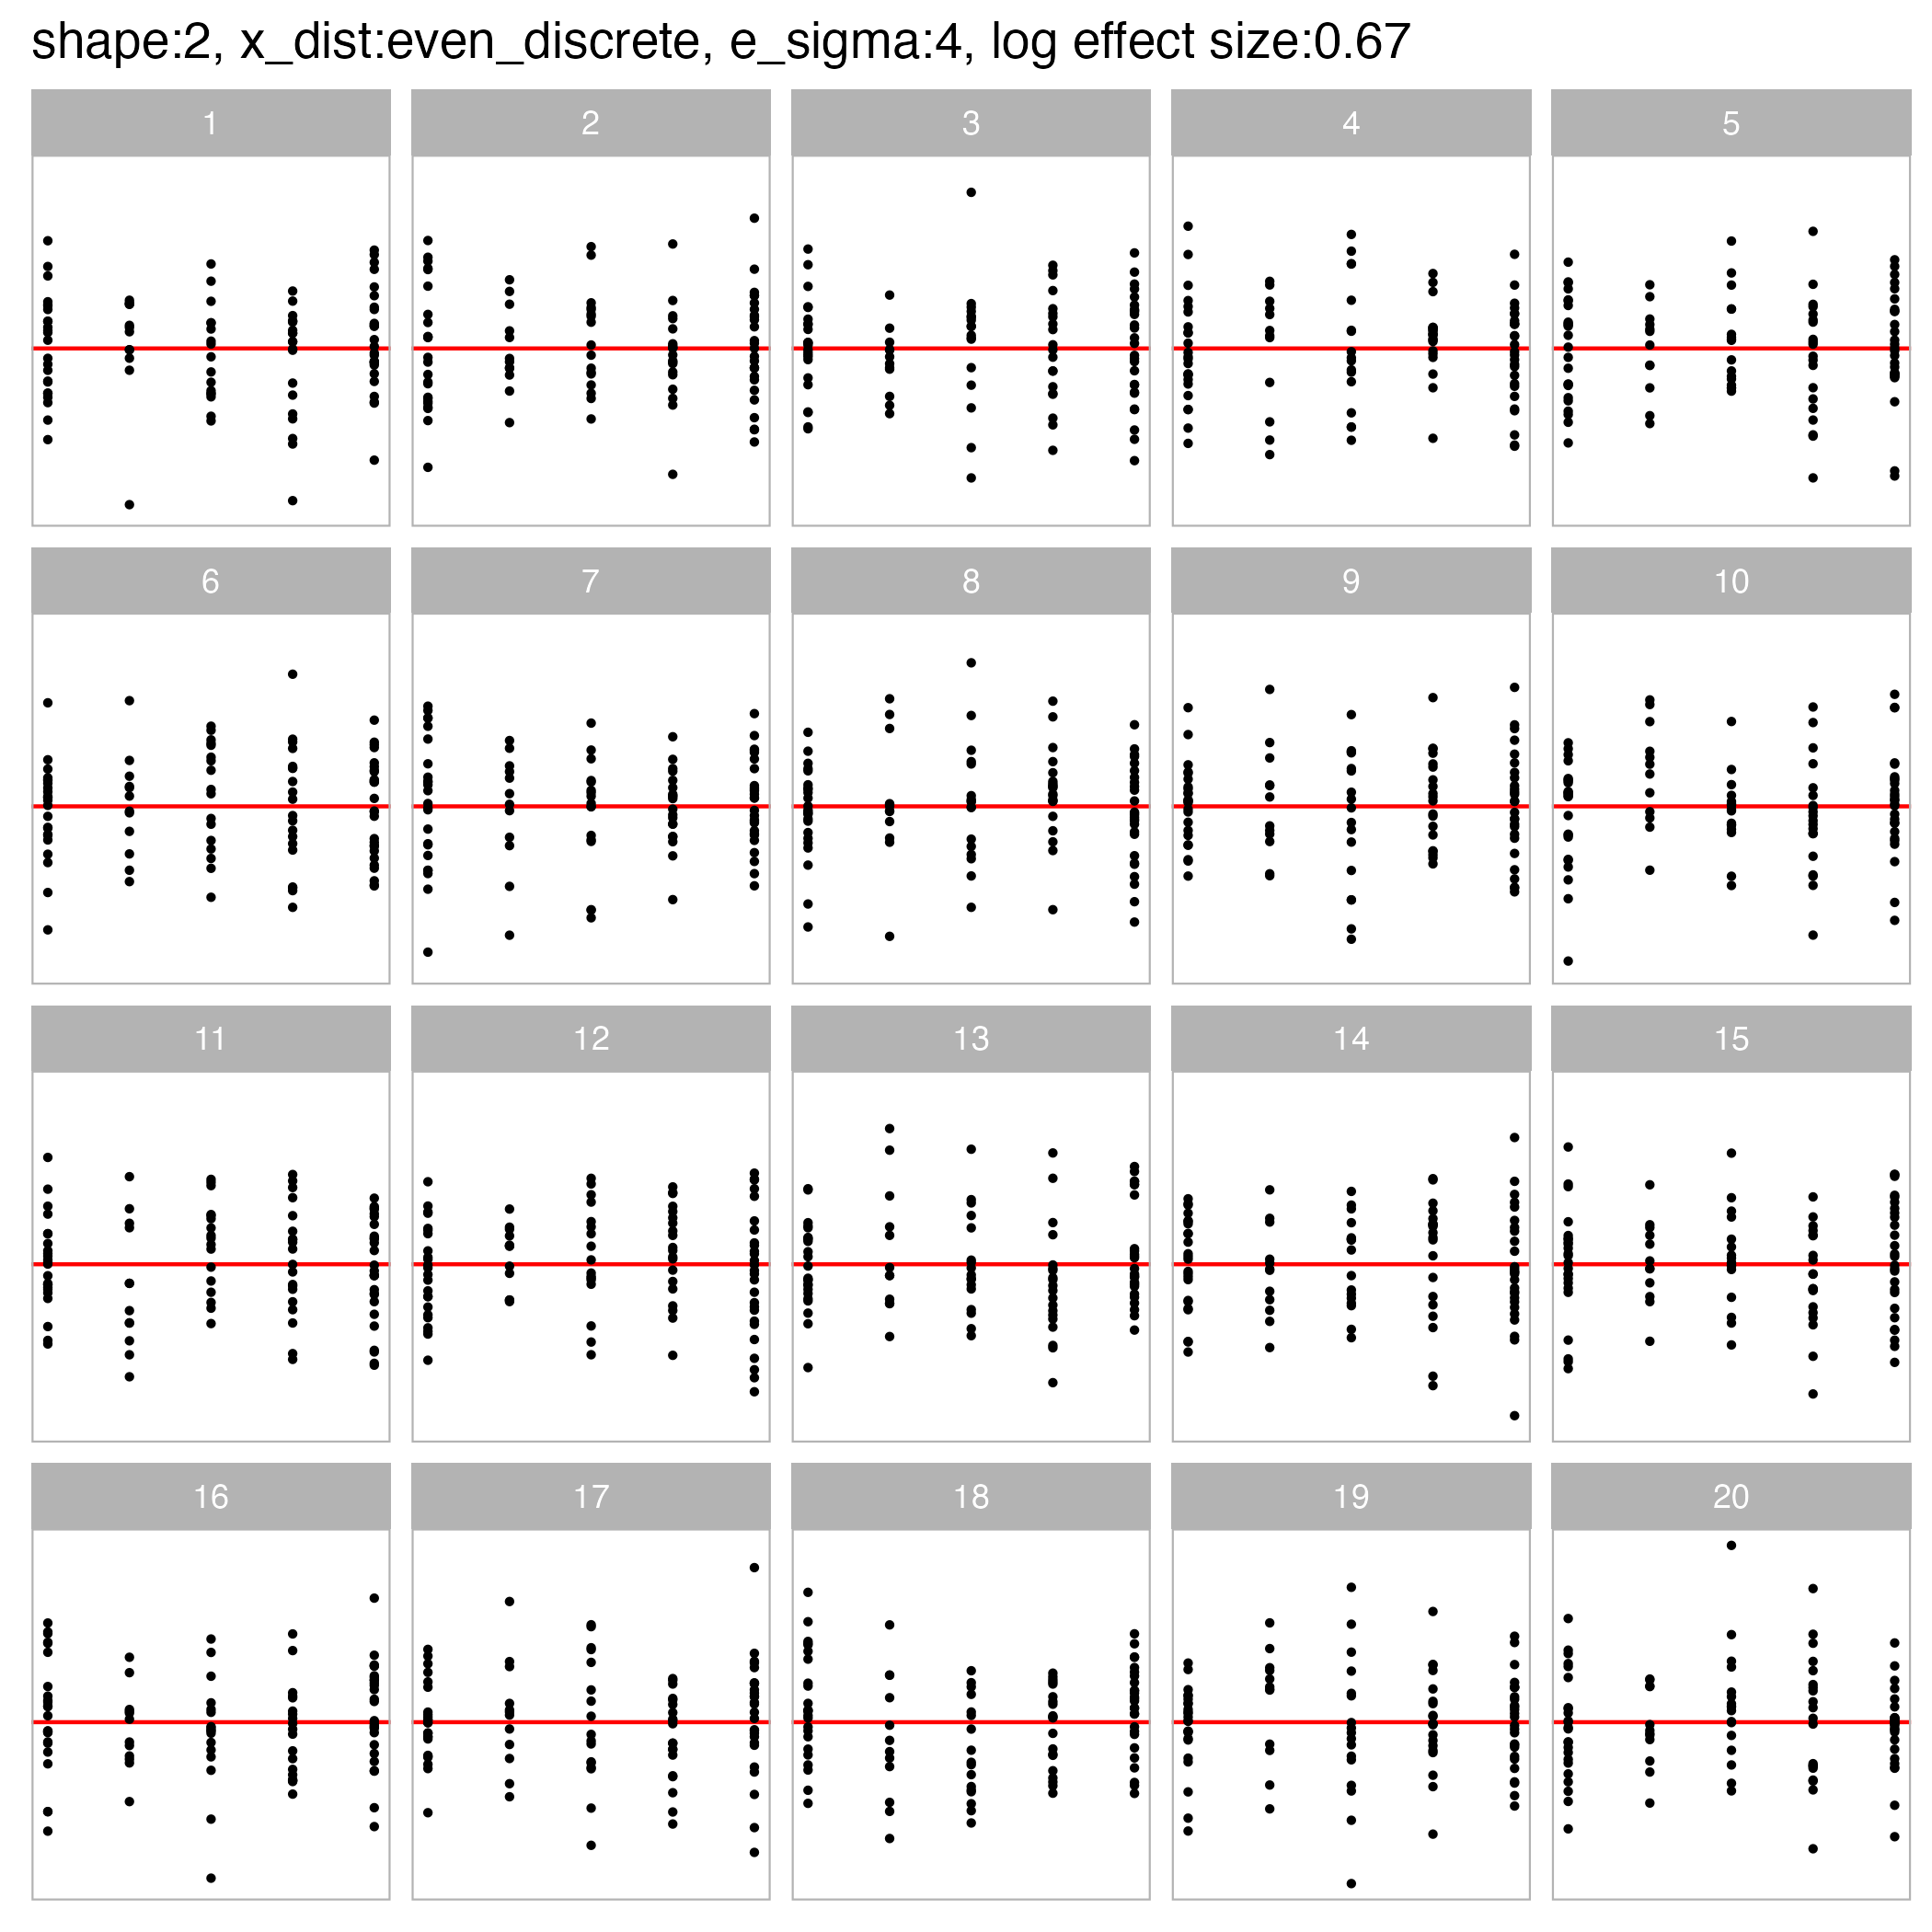 shape:2, x_dist:even_discrete, e_sigma:4, log effect size:0.67
1 2 3 4 5
6 7 8 9 10
11 12 13 14 15
16 17 18 19 20